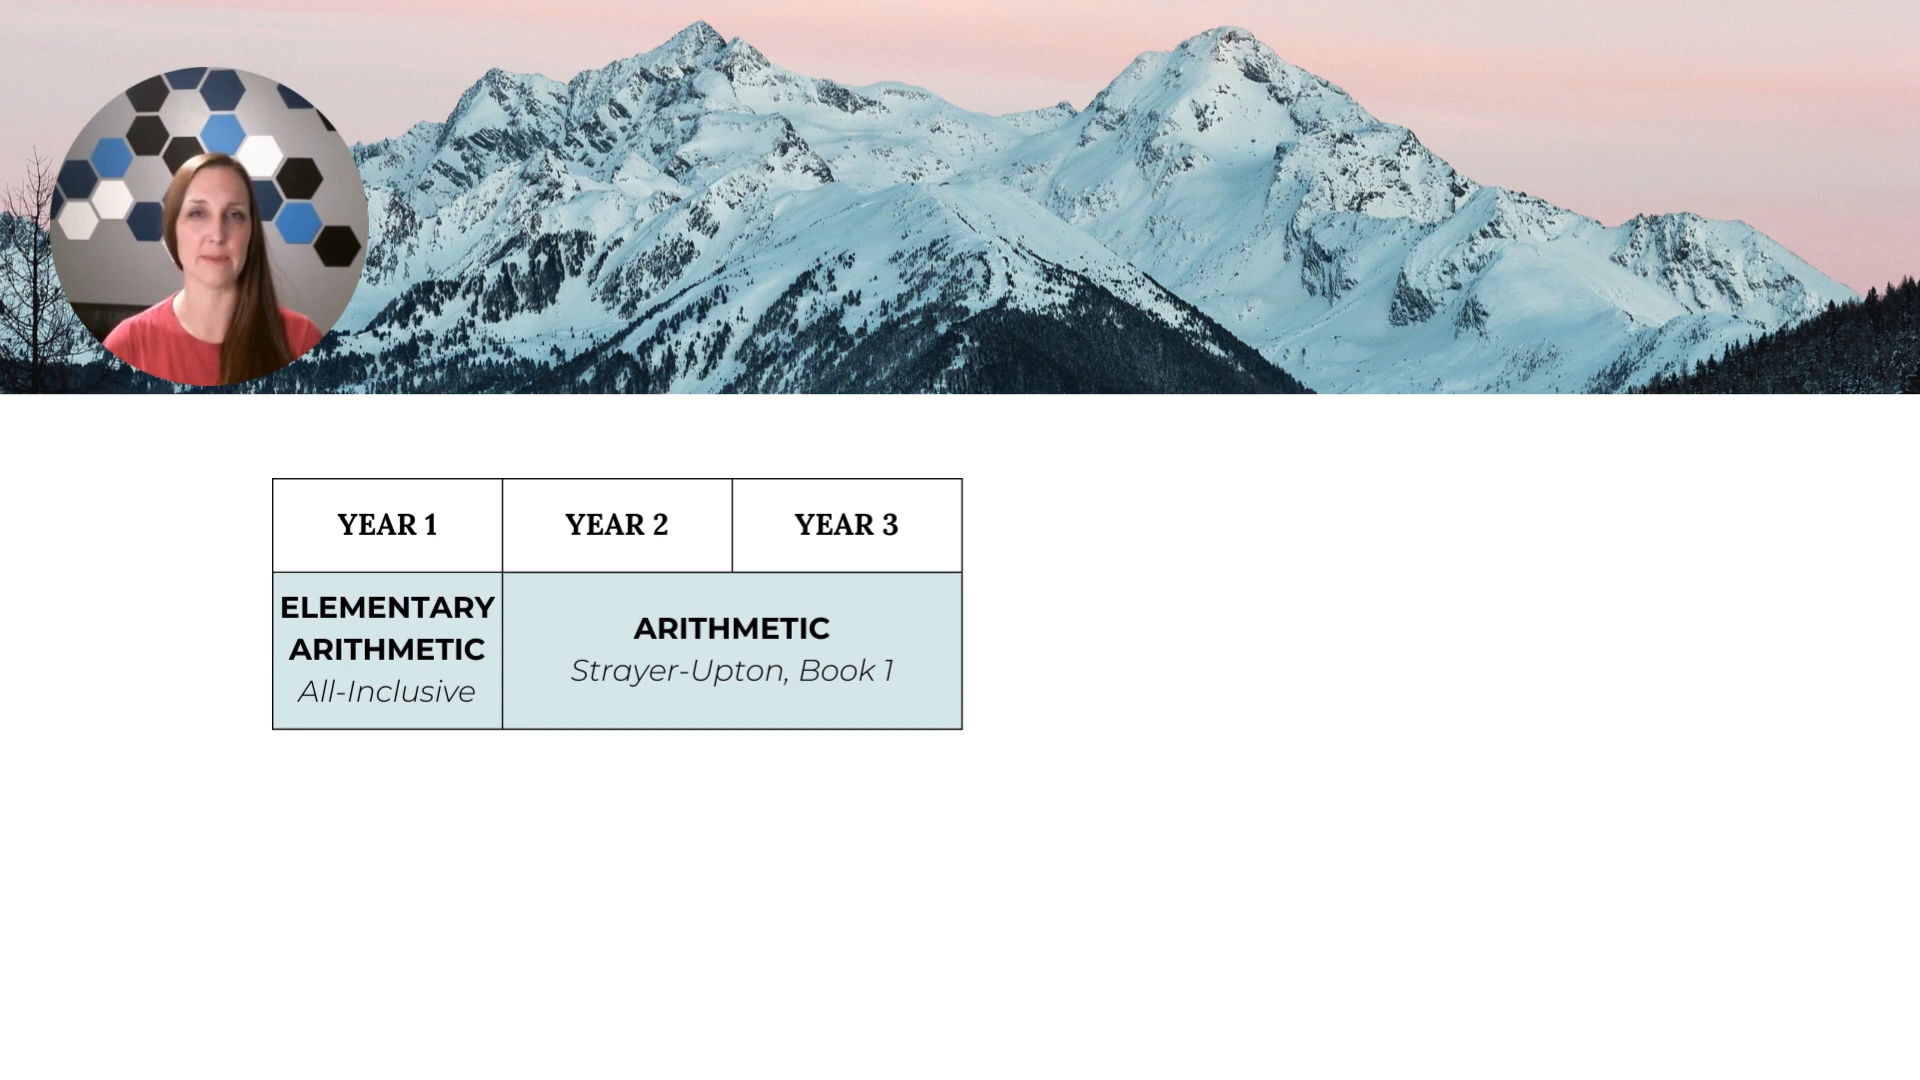 YEAR 1
YEAR 2
YEAR 3
ELEMENTARY
ARITHMETIC
All-Inclusive
ARITHMETIC
Strayer-Upton, Book 1